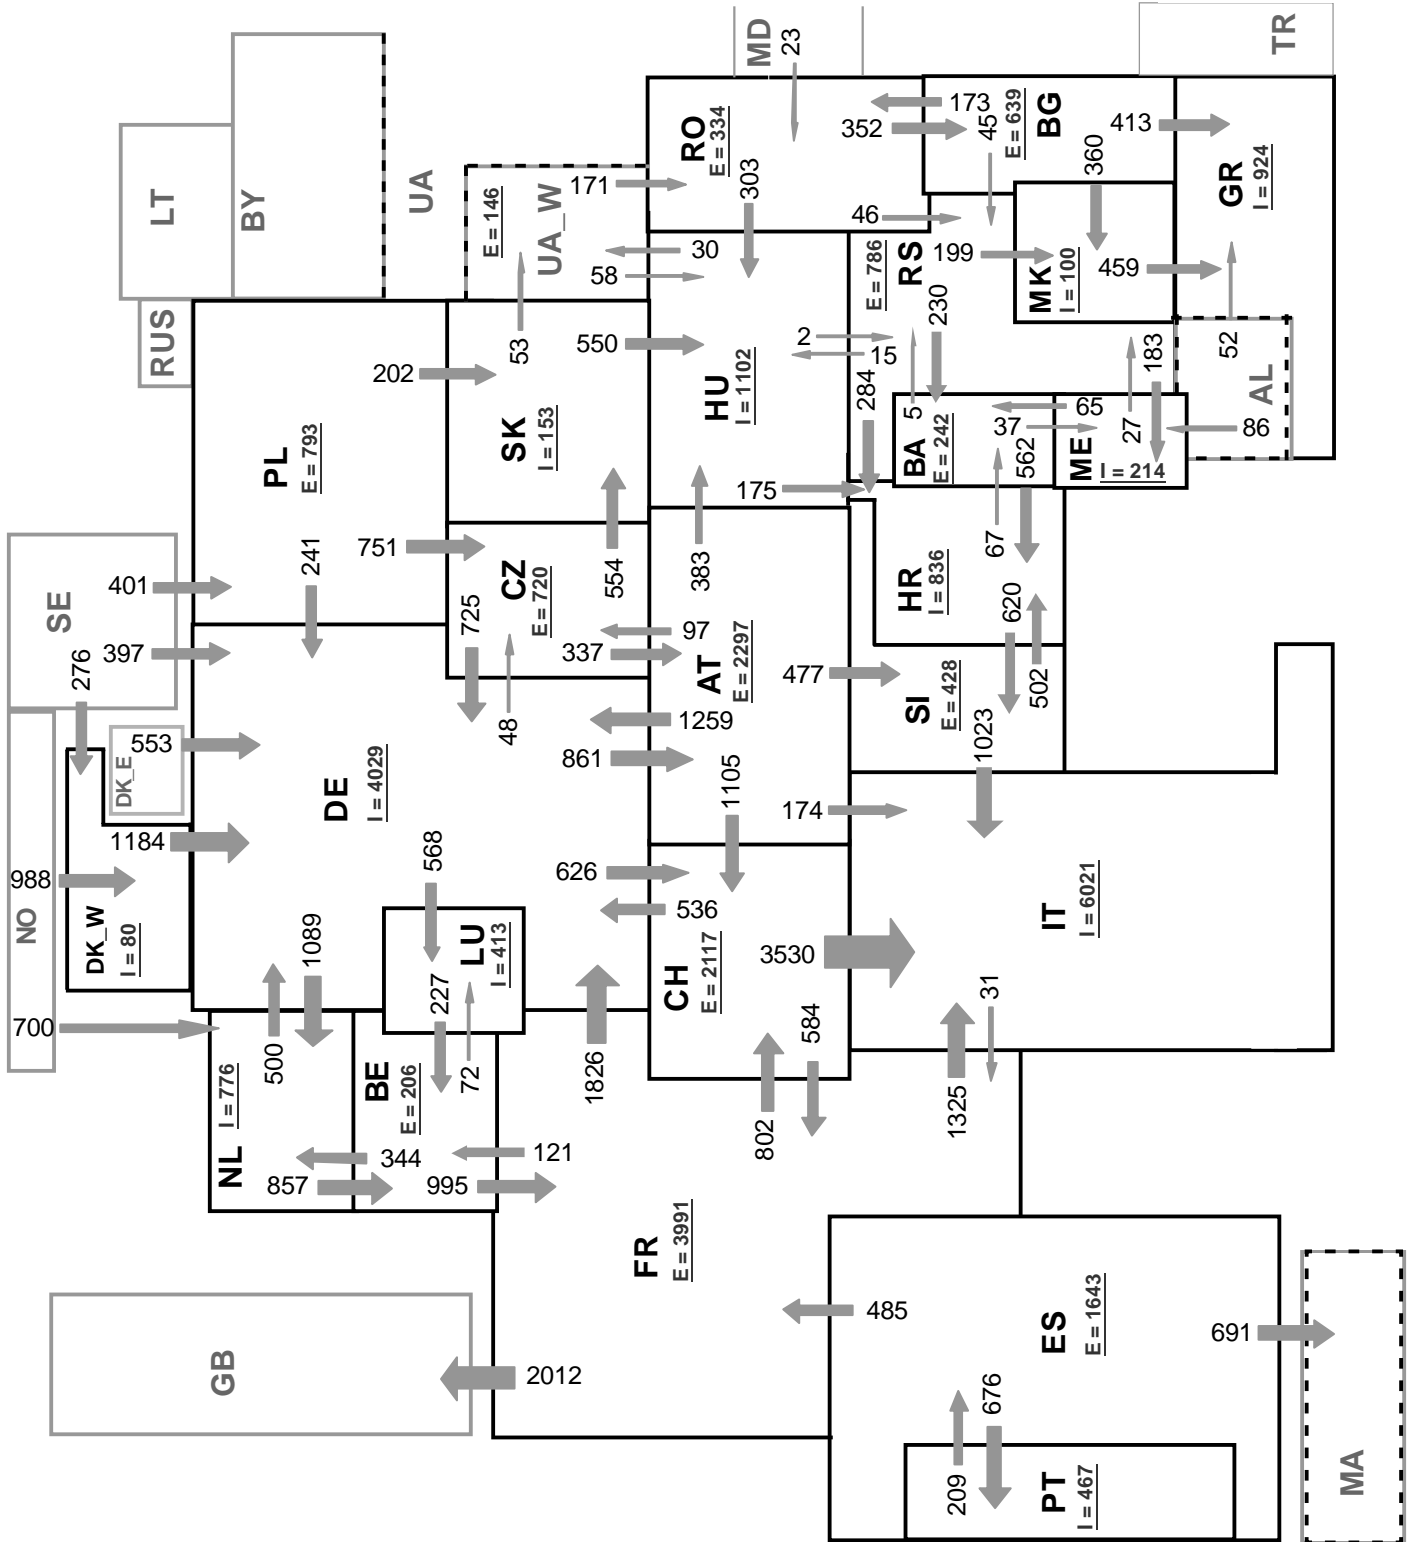 MD
23
TR
RO
E = 334
173
352
45
E = 639
BG
413
360
GR
I = 924
LT
BY
UA
E = 146
UA_W
171
303
46
30
58
E = 786
RS
199
MK
I = 100
459
230
RUS
53
550
2
15
183
52
AL
202
HU
I = 1102
284
5
65
37
27
86
PL
E = 793
SK
I = 153
BA
E = 242
562
ME
I = 214
175
751
241
CZ
E = 720
554
383
67
HR
I = 836
SE
401
397
276
725
337
97
620
AT
E = 2297
477
SI
E = 428
502
48
1259
861
1023
553
DK_E
DE
I = 4029
1105
174
1184
568
626
536
988
NO
DK_W
I = 80
1089
LU
I = 413
227
CH
E = 2117
3530
IT
I = 6021
31
584
700
500
NL
I = 776
BE
E = 206
72
1826
802
1325
344
857
121
995
FR
E = 3991
485
ES
E = 1643
691
GB
2012
676
209
PT
I = 467
MA